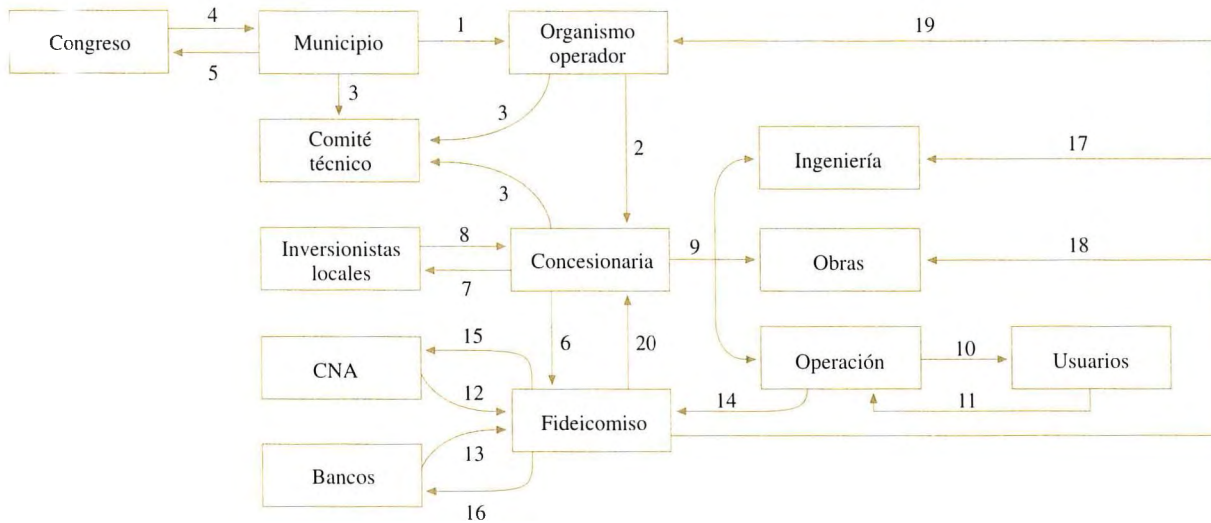 4
1
19
Congreso
Municipio
Organismo
operador
5
3
3
Comité
técnico
2
Ingeniería
17
3
8
9
18
Inversionistas
locales
Concesionaria
Obras
7
15
6
20
10
CNA
Operación
Usuarios
12
14
11
Fideicomiso
13
Bancos
16